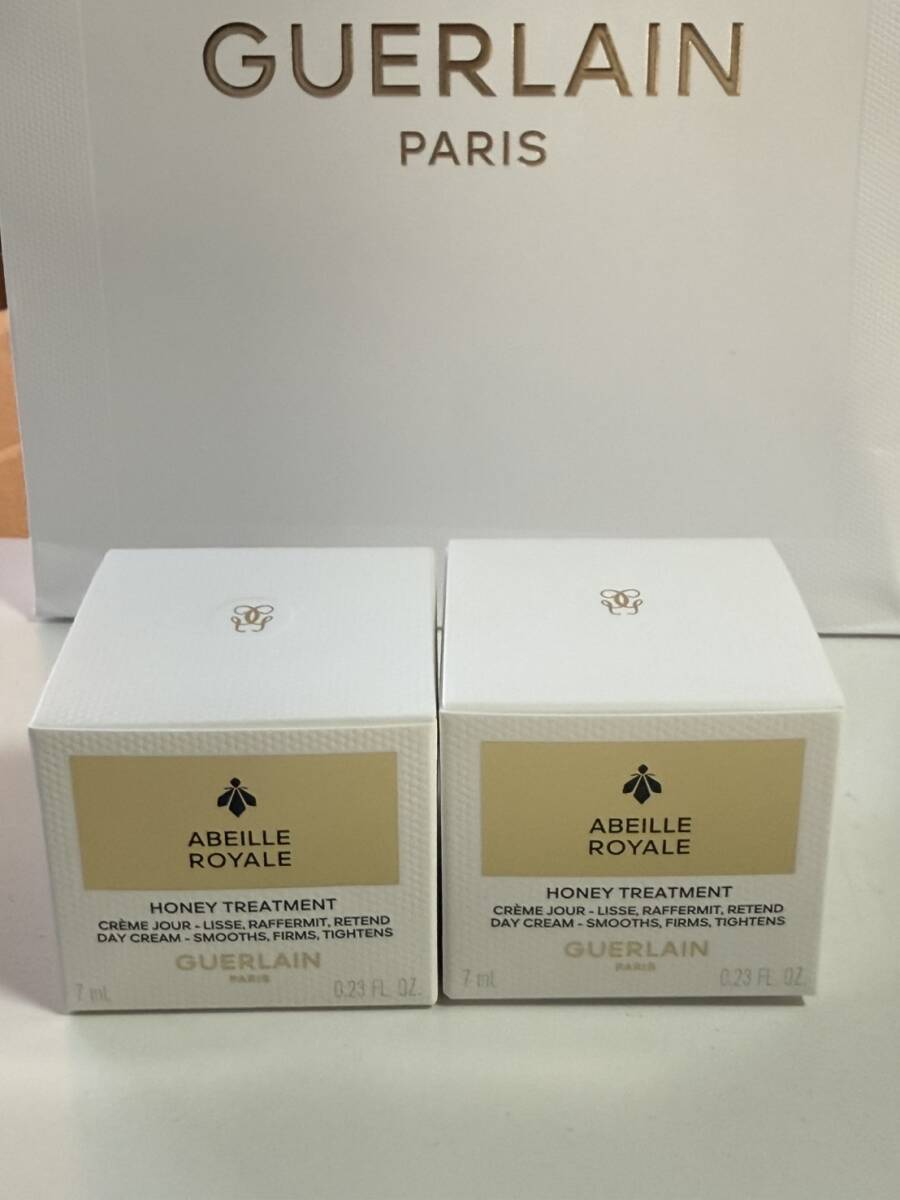 GUERLAIN
PARIS
ABEILLE
ROYALE
HONEY TREATMENT
CRÈME JOUR - LISSE, RAFFERMIT, RETEND
DAY CREAM - SMOOTHS, FIRMS, TIGHTENS
GUERLAIN
PARIS
7 mL 0.23 FL. OZ.
ABEILLE
ROYALE
HONEY TREATMENT
CRÈME JOUR - LISSE, RAFFERMIT, RETEND
DAY CREAM - SMOOTHS, FIRMS, TIGHTENS
GUERLAIN
PARIS
7 mL 0.23 FL. OZ.